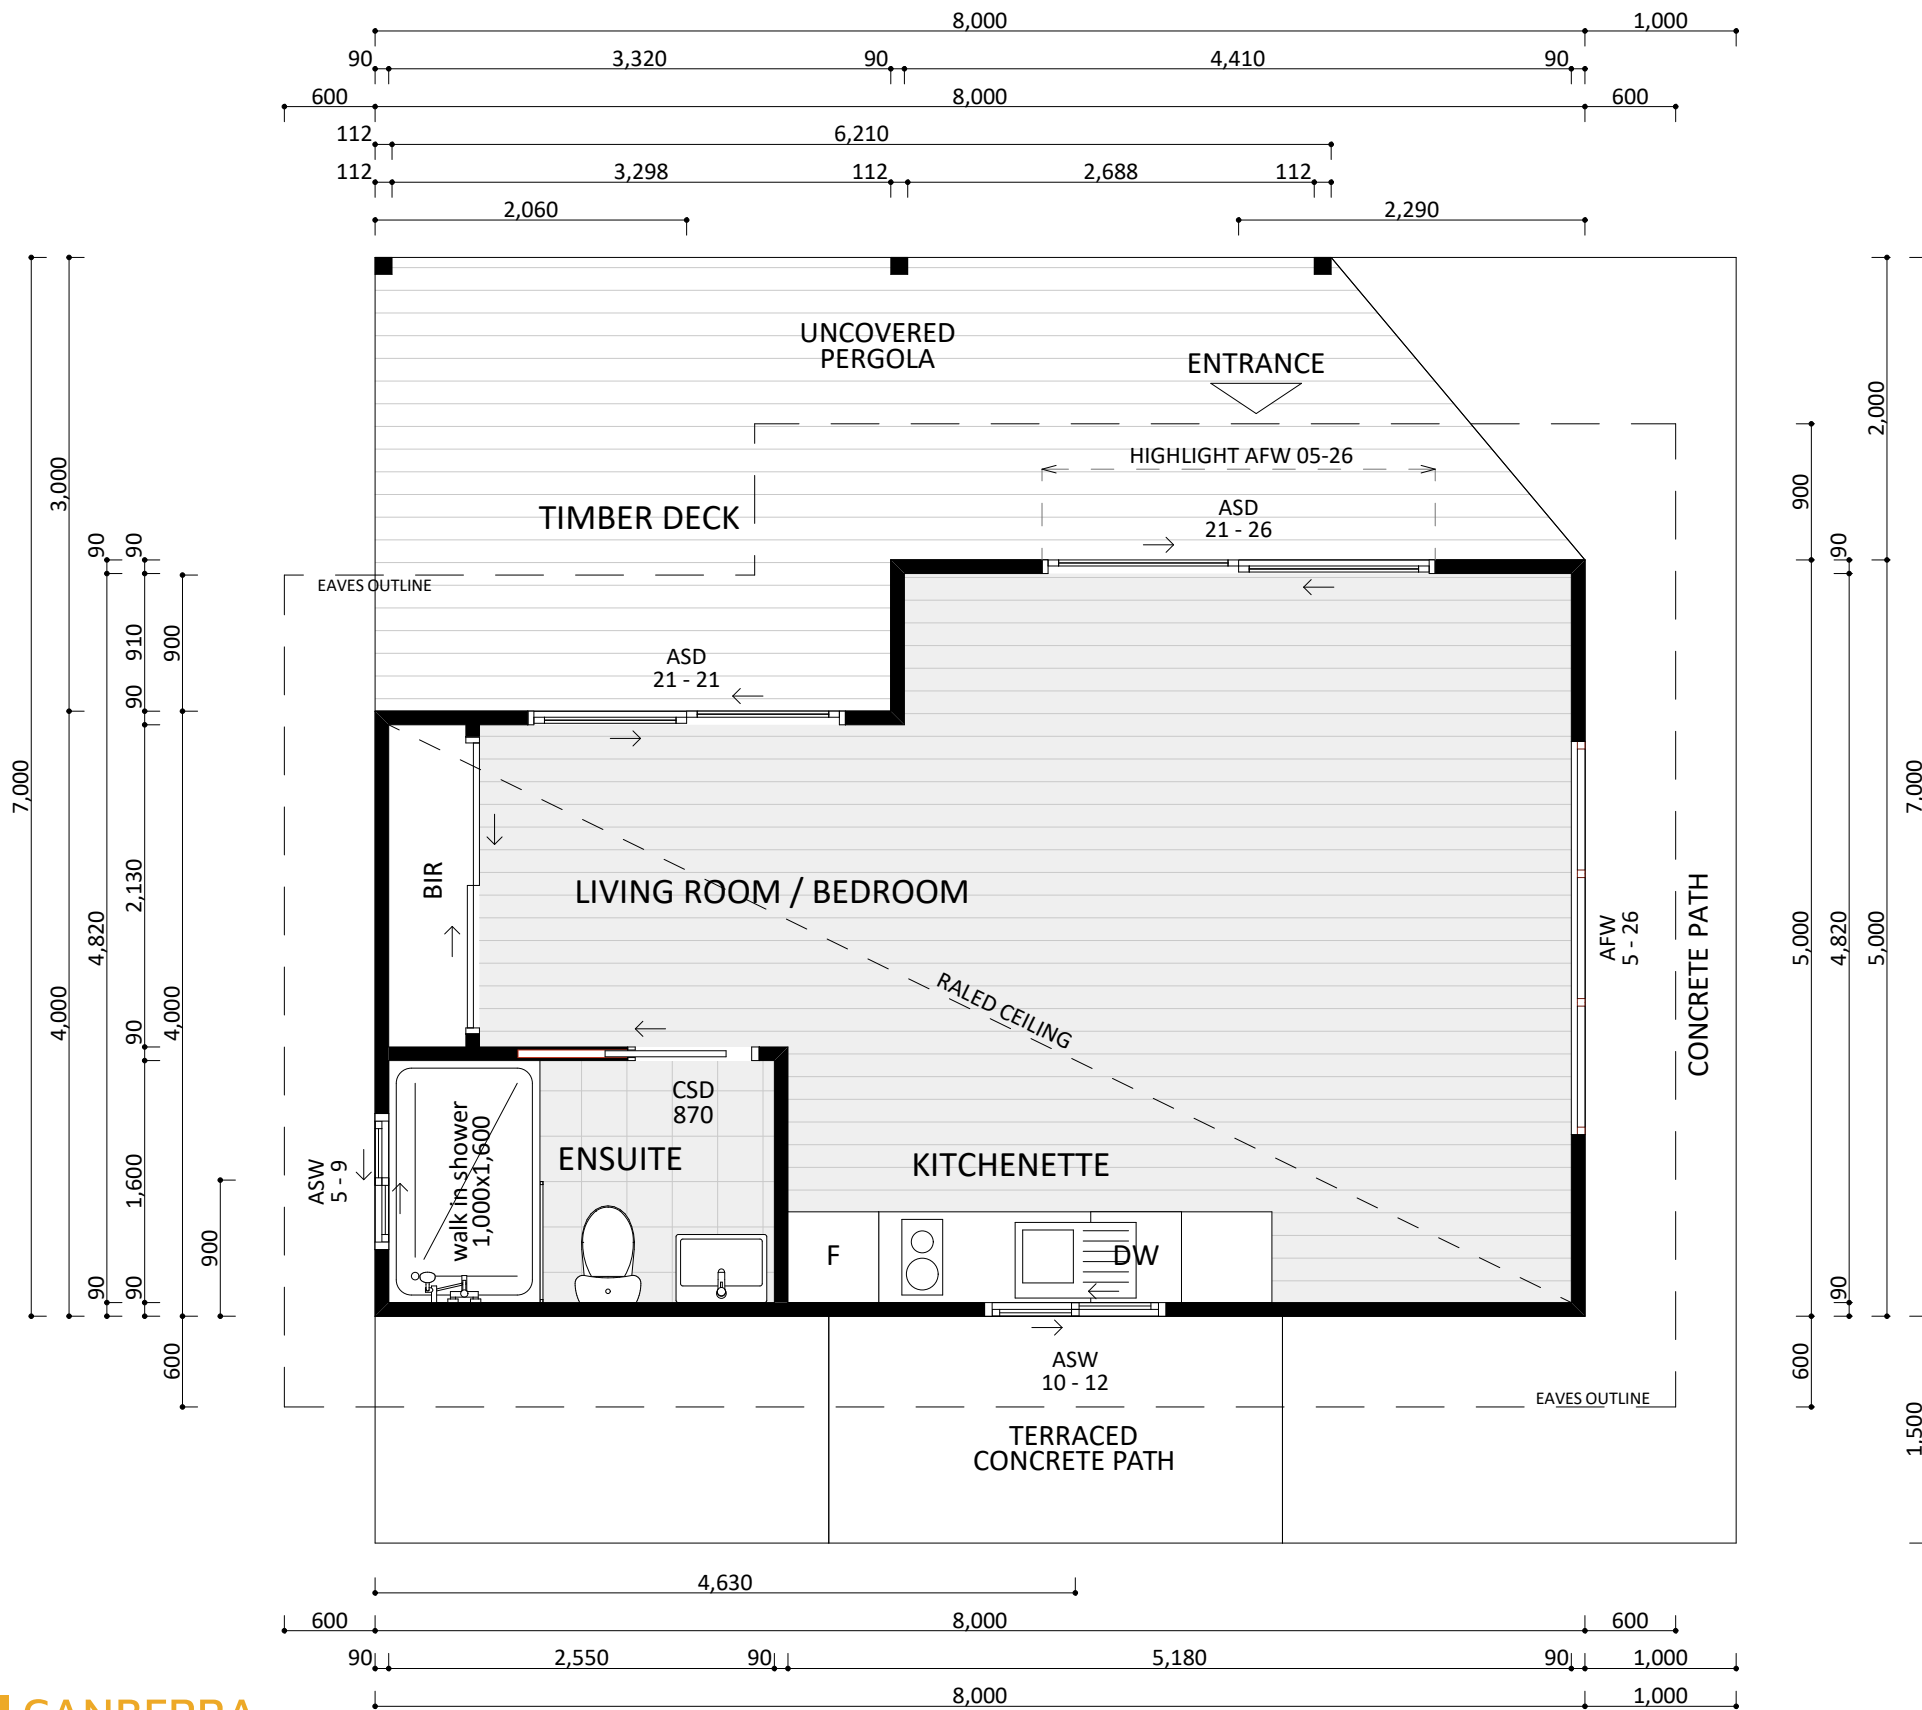 8,000
1,000
90
3,320
90
4,410
90
600
8,000
600
112
6,210
112
3,298
112
2,688
112
2,060
2,290
UNCOVERED
PERGOLA
ENTRANCE
HIGHLIGHT AFW 05-26
TIMBER DECK
ASD
21 - 26
EAVES OUTLINE
ASD
21 - 21
BIR
LIVING ROOM / BEDROOM
RALED CEILING
AFW
5 - 26
CONCRETE PATH
CSD
870
ENSUITE
walk in shower
1,000x1,600
ASW
5 - 9
KITCHENETTE
F
DW
ASW
10 - 12
EAVES OUTLINE
TERRACED
CONCRETE PATH
7,000
3,000
4,000
90
4,820
90
90
910
90
2,130
90
1,600
90
900
4,000
600
900
900
5,000
600
90
4,820
90
2,000
5,000
7,000
1,500
4,630
600
8,000
600
90
2,550
90
5,180
90
1,000
8,000
1,000
CANBERRA